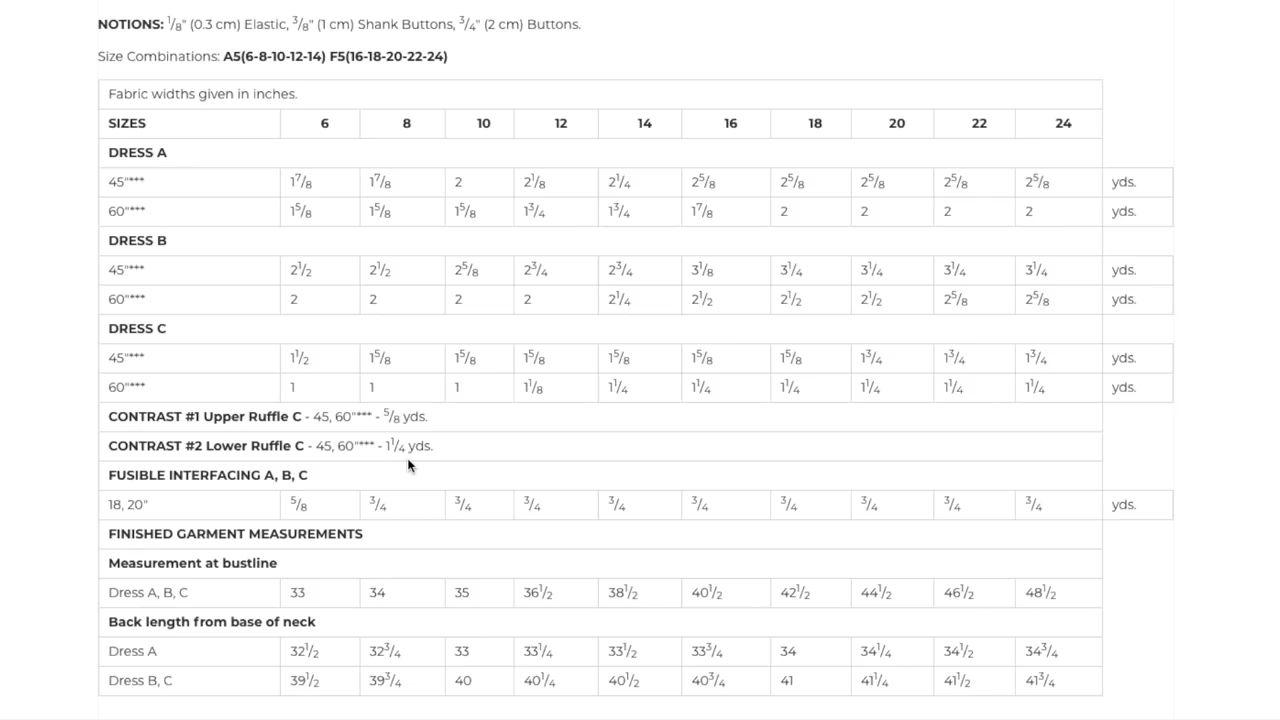 NOTIONS: 1/8" (0.3 cm) Elastic, 3/8" (1 cm) Shank Buttons, 3/4" (2 cm) Buttons.
Size Combinations: A5(6-8-10-12-14) F5(16-18-20-22-24)
Fabric widths given in inches.
SIZES 6 8 10 12 14 16 18 20 22 24
DRESS A
45"*** 1 7/8 1 7/8 2 2 1/8 2 1/4 2 5/8 2 5/8 2 5/8 2 5/8 2 5/8 yds.
60"*** 1 5/8 1 5/8 1 5/8 1 3/4 1 3/4 1 7/8 2 2 2 2 yds.
DRESS B
45"*** 2 1/2 2 1/2 2 5/8 2 3/4 2 3/4 3 1/8 3 1/4 3 1/4 3 1/4 3 1/4 yds.
60"*** 2 2 2 2 2 1/4 2 1/2 2 1/2 2 1/2 2 5/8 2 5/8 yds.
DRESS C
45"*** 1 1/2 1 5/8 1 5/8 1 5/8 1 5/8 1 5/8 1 5/8 1 3/4 1 3/4 1 3/4 yds.
60"*** 1 1 1 1 1/8 1 1/4 1 1/4 1 1/4 1 1/4 1 1/4 1 1/4 yds.
CONTRAST #1 Upper Ruffle C - 45, 60"*** - 5/8 yds.
CONTRAST #2 Lower Ruffle C - 45, 60"*** - 1 1/4 yds.
FUSIBLE INTERFACING A, B, C
18, 20" 5/8 3/4 3/4 3/4 3/4 3/4 3/4 3/4 3/4 3/4 yds.
FINISHED GARMENT MEASUREMENTS
Measurement at bustline
Dress A, B, C 33 34 35 36 1/2 38 1/2 40 1/2 42 1/2 44 1/2 46 1/2 48 1/2
Back length from base of neck
Dress A 32 1/2 32 3/4 33 33 1/4 33 1/2 33 3/4 34 34 1/4 34 1/2 34 3/4
Dress B, C 39 1/2 39 3/4 40 40 1/4 40 1/2 40 3/4 41 41 1/4 41 1/2 41 3/4